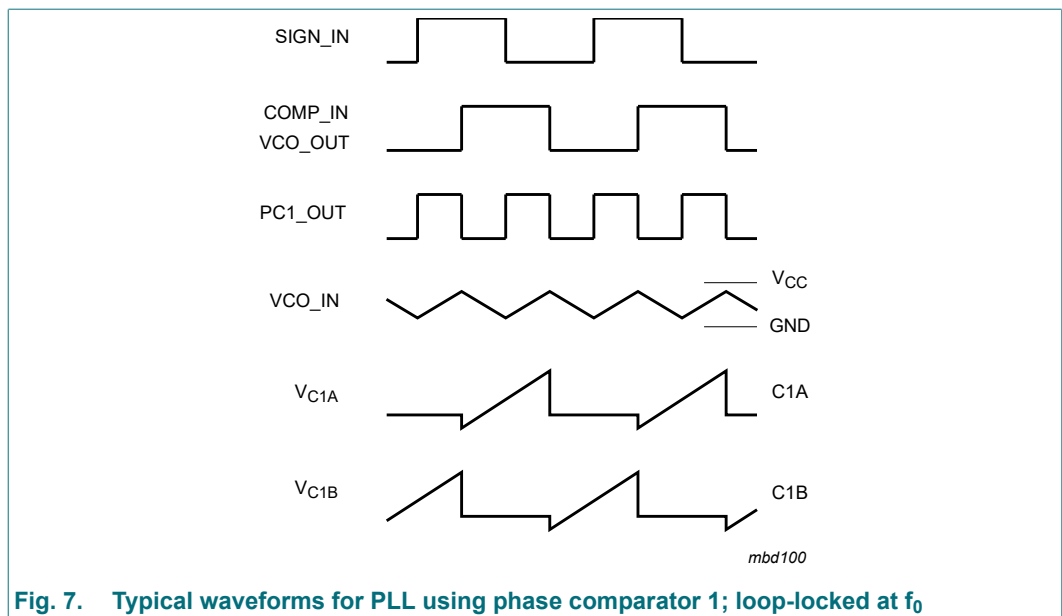 SIGN_IN
COMP_IN
VCO_OUT
PC1_OUT
VCO_IN
VCC
GND
VC1A
C1A
VC1B
C1B
mbd100
Fig. 7. Typical waveforms for PLL using phase comparator 1; loop-locked at f0